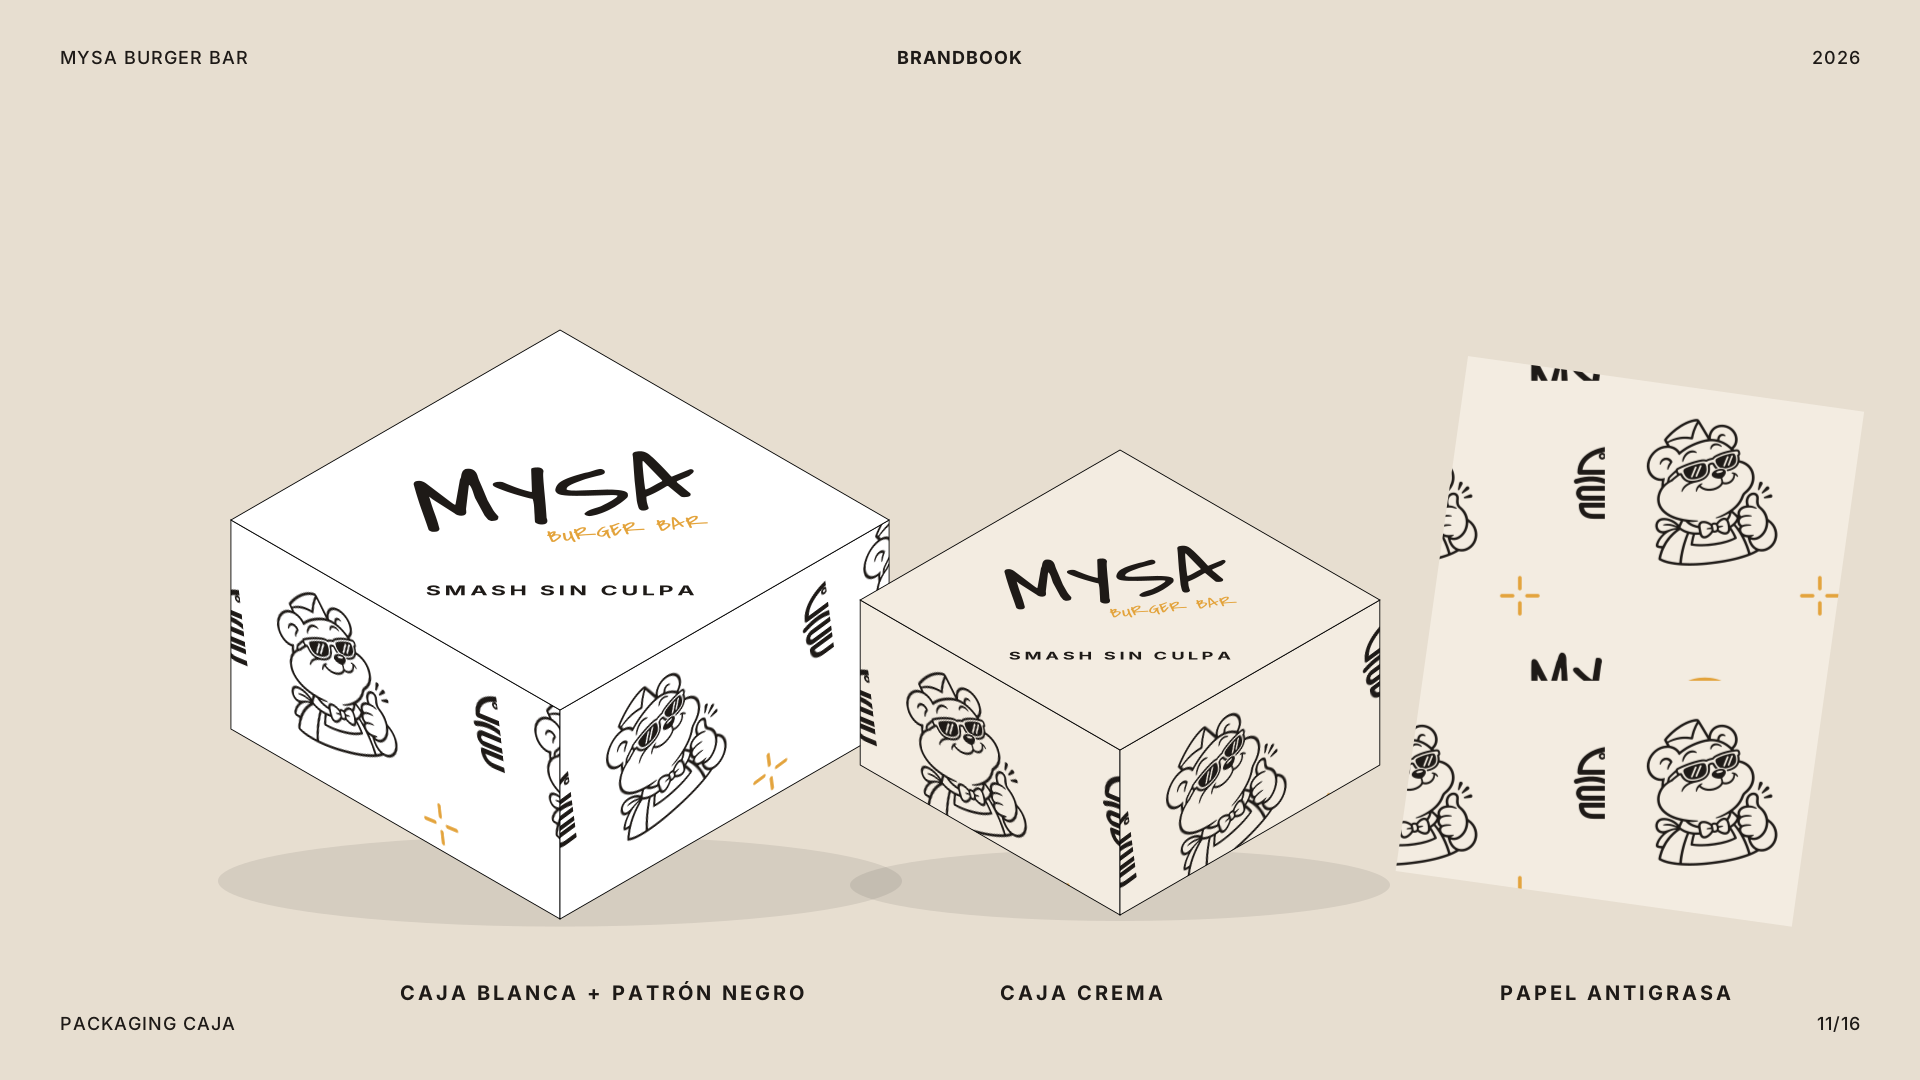 MYSA BURGER BAR
BRANDBOOK
2026
MYSA
BURGER BAR
SMASH SIN CULPA
MYSA
BURGER BAR
SMASH SIN CULPA
CAJA BLANCA + PATRÓN NEGRO
CAJA CREMA
PAPEL ANTIGRASA
PACKAGING CAJA
11/16